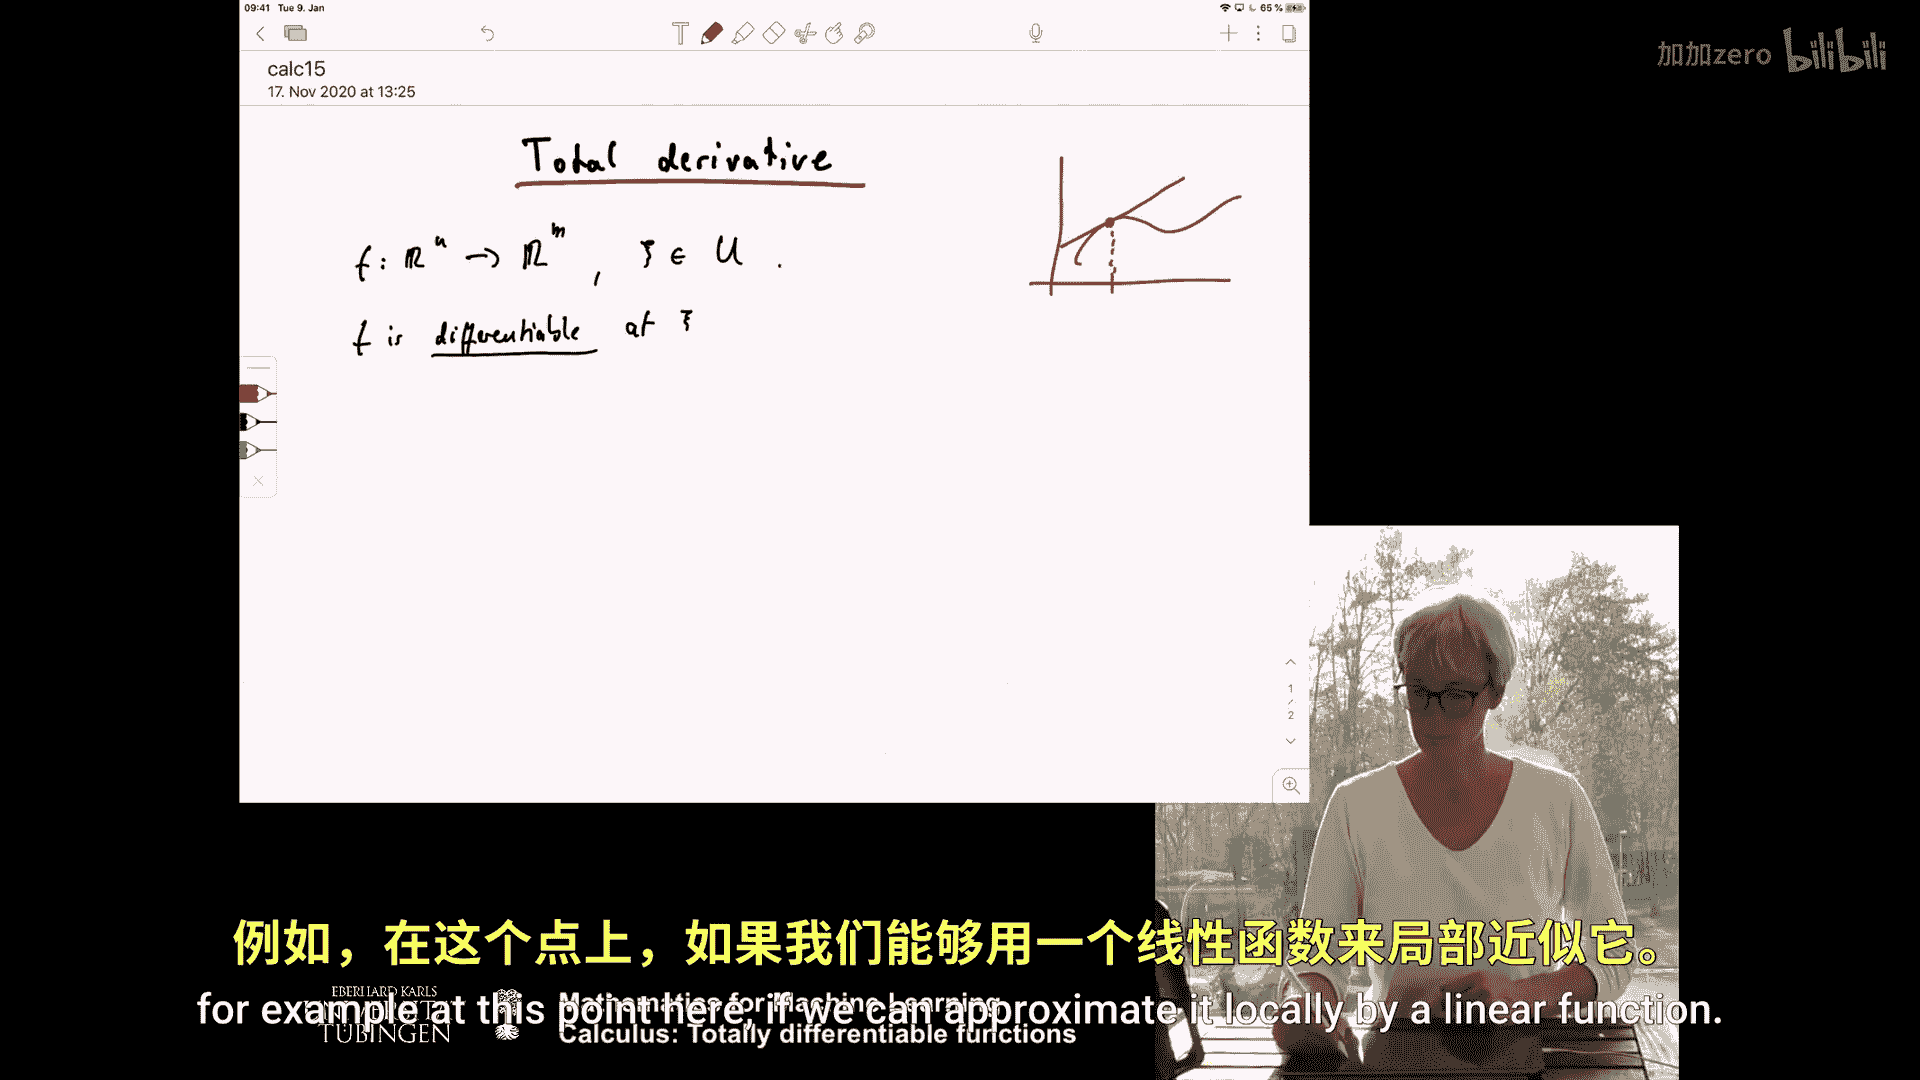 09:41 Tue 9. Jan
65 %
加加zero bilibili
calc15
17. Nov 2020 at 13:25
Total derivative
f: ℝⁿ → ℝᵐ, ξ ∈ U.
f is differentiable at ξ
1
/
2
例如，在这个点上，如果我们能够用一个线性函数来局部近似它。
for example at this point here, if we can approximate it locally by a linear function.
EBERHARD KARLS
TÜBINGEN
Mathematics for Machine Learning
Calculus: Totally differentiable functions